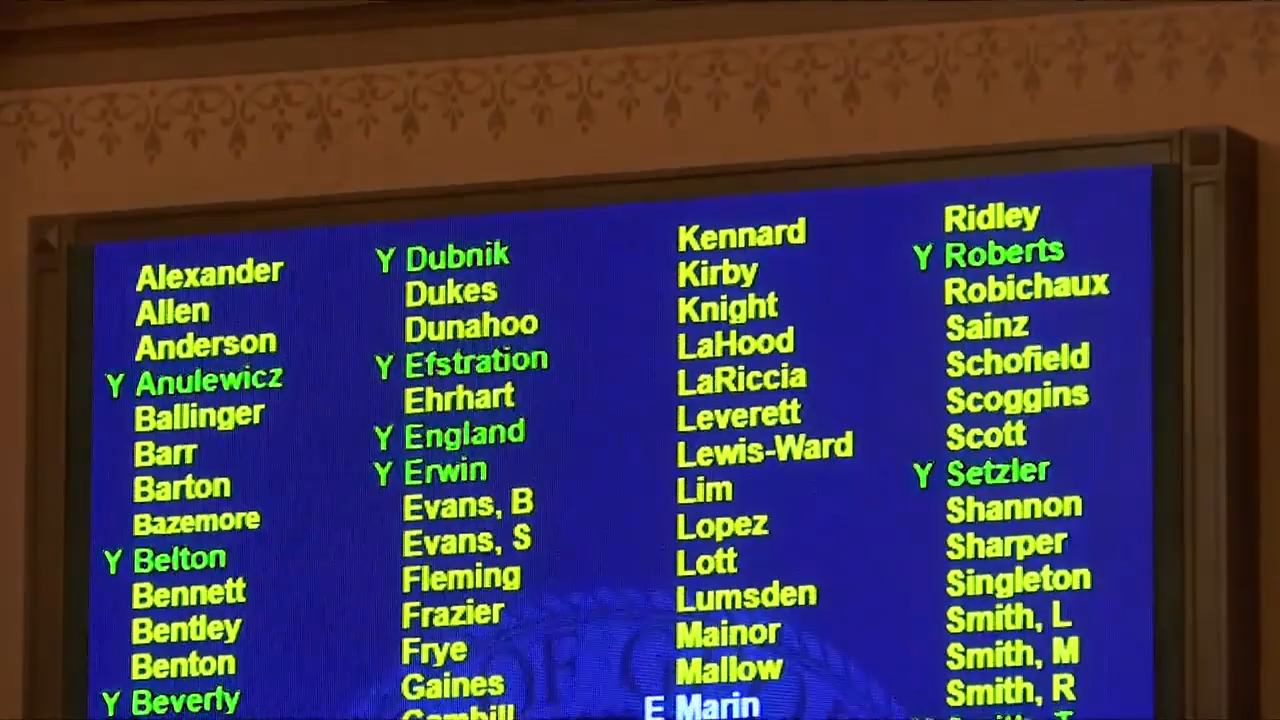 Alexander
Allen
Anderson
Y Anulewicz
Ballinger
Barr
Barton
Bazemore
Y Belton
Bennett
Bentley
Benton
Y Beverly
Y Dubnik
Dukes
Dunahoo
Y Efstration
Ehrhart
Y England
Y Erwin
Evans, B
Evans, S
Fleming
Frazier
Frye
Gaines
Kennard
Kirby
Knight
LaHood
LaRiccia
Leverett
Lewis-Ward
Lim
Lopez
Lott
Lumsden
Mainor
Mallow
E Marin
Ridley
Y Roberts
Robichaux
Sainz
Schofield
Scoggins
Scott
Y Setzler
Shannon
Sharper
Singleton
Smith, L
Smith, M
Smith, R
OF